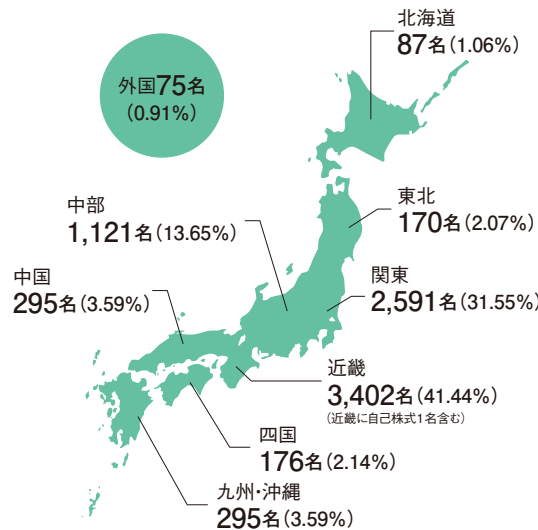 北海道
87名(1.06%)
外国75名
(0.91%)
東北
170名(2.07%)
中部
1,121名(13.65%)
関東
2,591名(31.55%)
中国
295名(3.59%)
近畿
3,402名(41.44%)
(近畿に自己株式1名含む)
四国
176名(2.14%)
九州・沖縄
295名(3.59%)